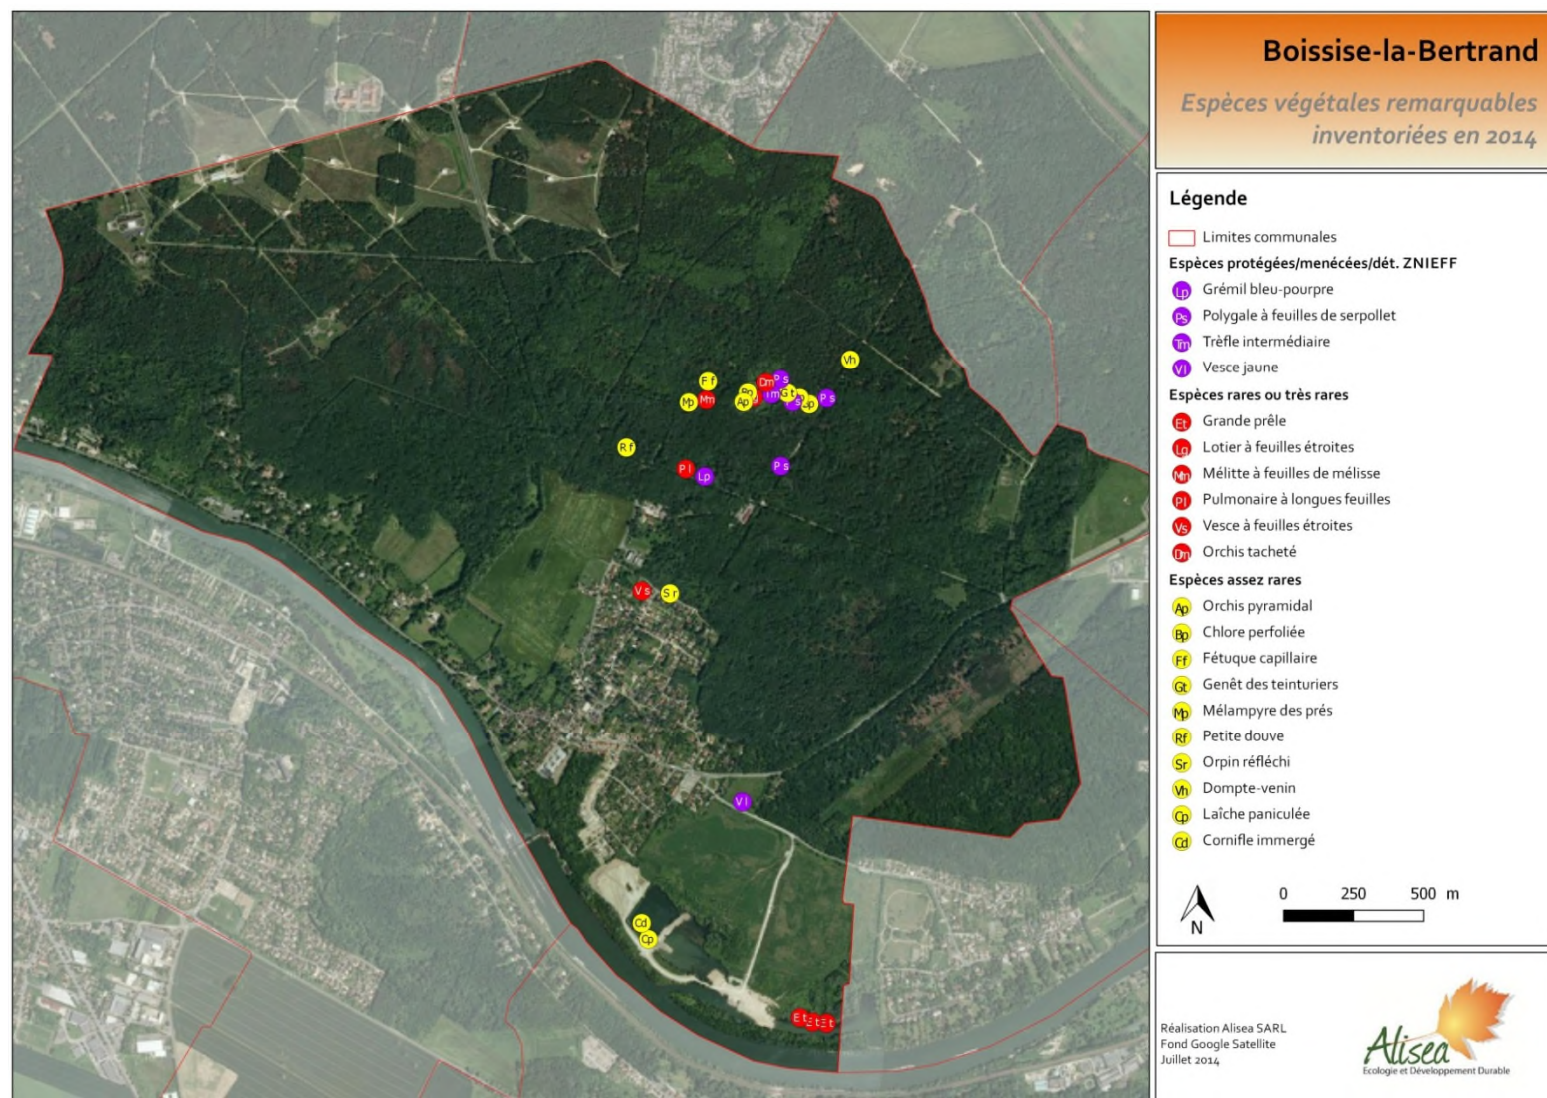 Boissise-la-Bertrand
Espèces végétales remarquables
inventoriées en 2014
Légende
Limites communales
Espèces protégées/menécées/dét. ZNIEFF
Lp Grémil bleu-pourpre
Ps Polygale à feuilles de serpollet
Tm Trèfle intermédiaire
Vl Vesce jaune
Espèces rares ou très rares
Et Grande prêle
Lg Lotier à feuilles étroites
Mm Mélitte à feuilles de mélisse
Pl Pulmonaire à longues feuilles
Vs Vesce à feuilles étroites
Dm Orchis tacheté
Espèces assez rares
Ap Orchis pyramidal
Bp Chlore perfoliée
Ff Fétuque capillaire
Gt Genêt des teinturiers
Mp Mélampyre des prés
Rf Petite douve
Sr Orpin réfléchi
Vh Dompte-venin
Cp Laîche paniculée
Cd Cornifle immergé
N
0 250 500 m
Réalisation Alisea SARL
Fond Google Satellite
Juillet 2014
Alisea
Ecologie et Développement Durable
Vh
Ff
Dm Ps
Mp Mm
Bp
Ap
Tm Gt
Ps
Rf
Pl Lp
Ps
Vs Sr
Vl
Cd
Cp
Et Et Et